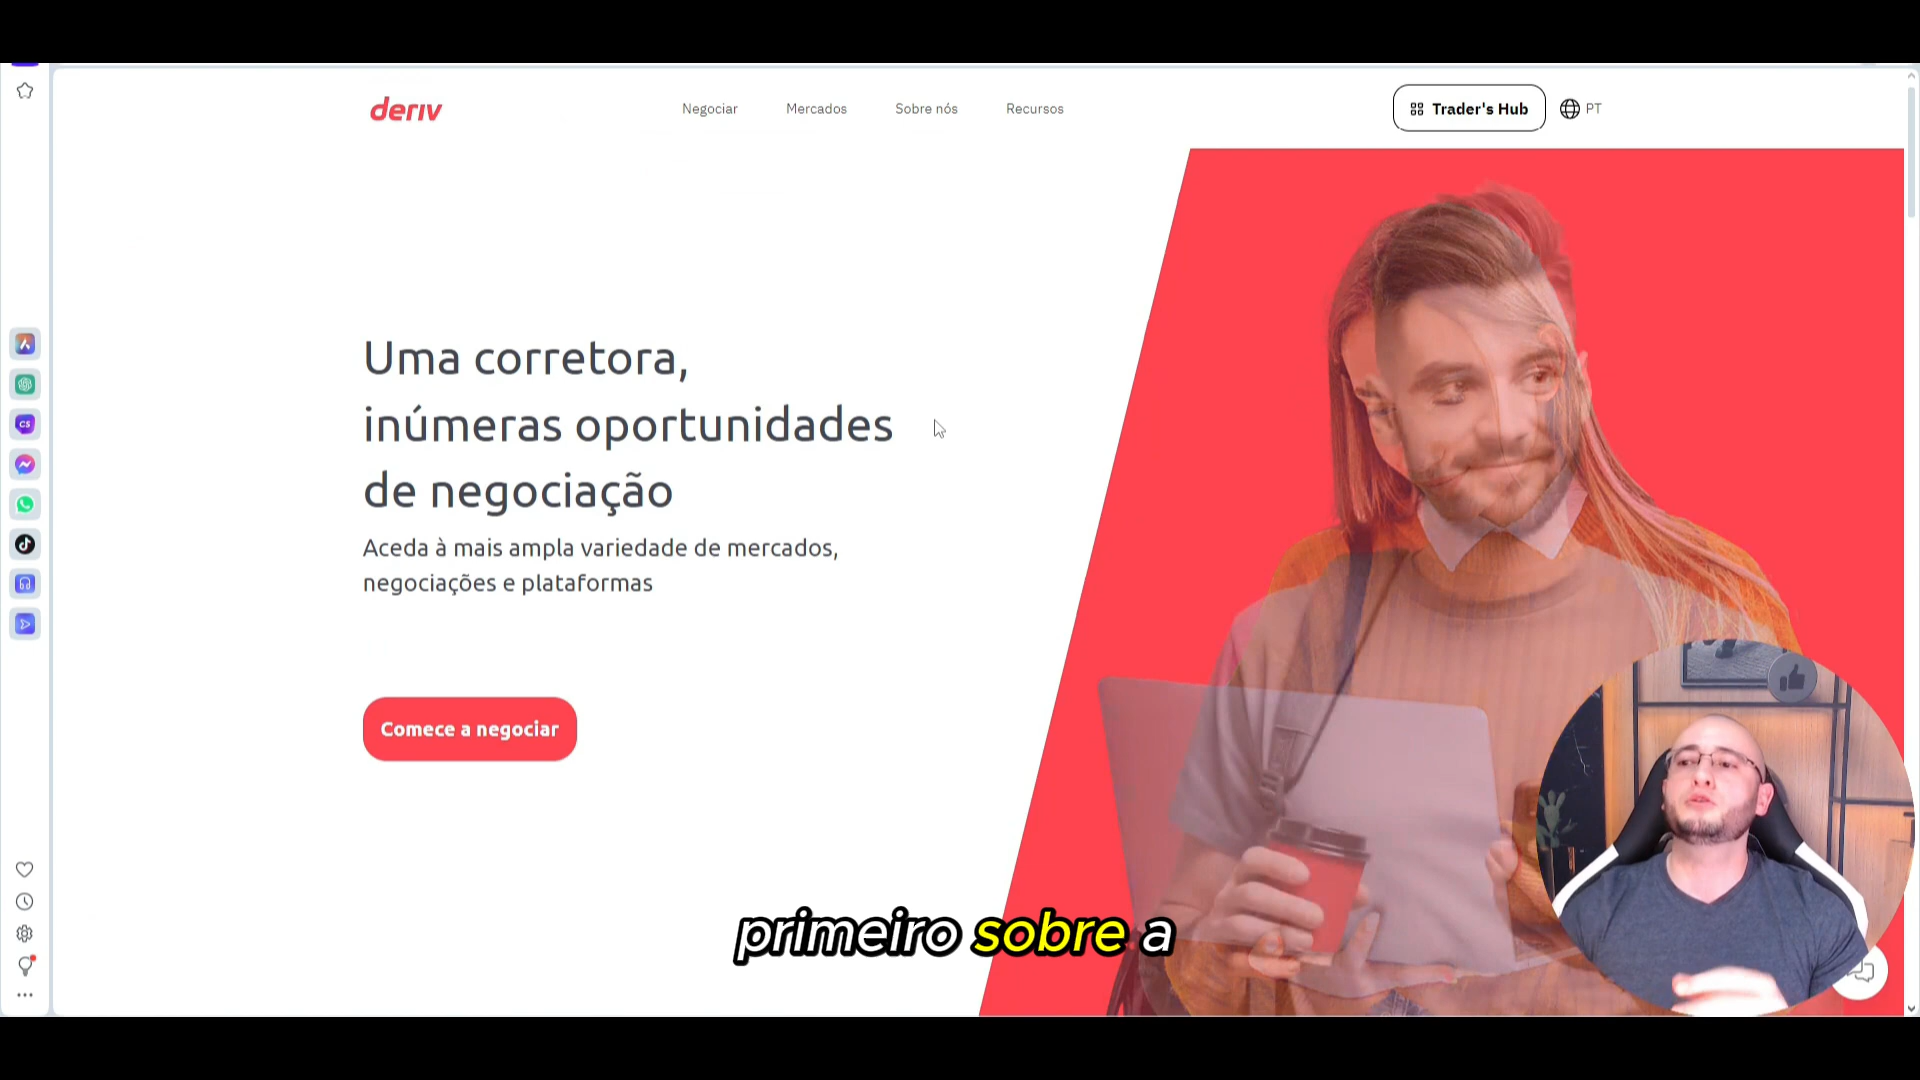 deriv
Negociar
Mercados
Sobre nós
Recursos
Trader's Hub
PT
Uma corretora,
inúmeras oportunidades
de negociação
Aceda à mais ampla variedade de mercados,
negociações e plataformas
Comece a negociar
CS
primeiro sobre a